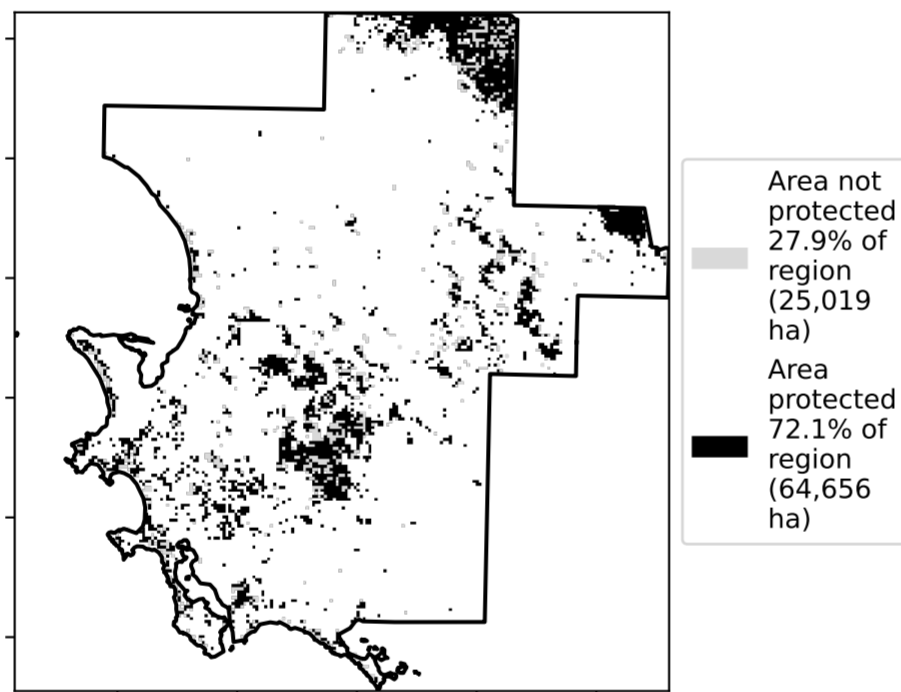 Area not
protected
27.9% of
region
(25,019
ha)
Area
protected
72.1% of
region
(64,656
ha)